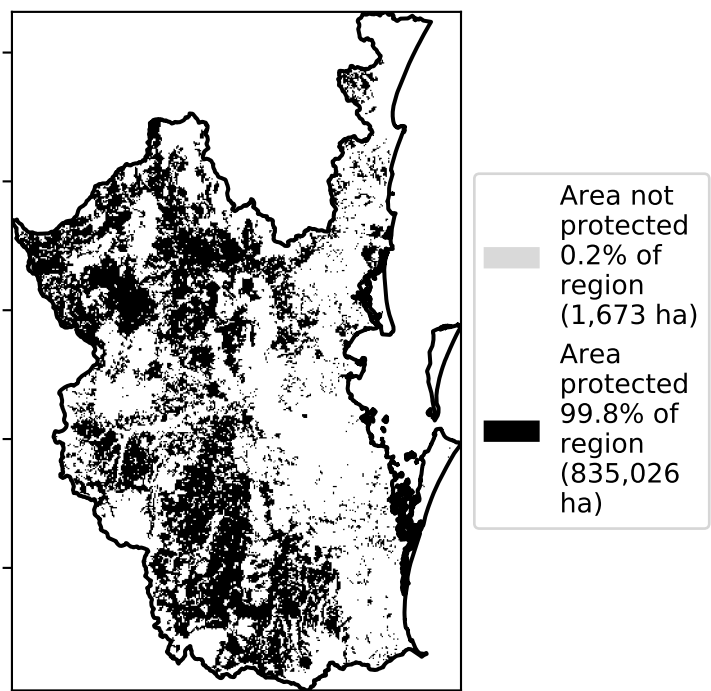 Area not
protected
0.2% of
region
(1,673 ha)
Area
protected
99.8% of
region
(835,026
ha)